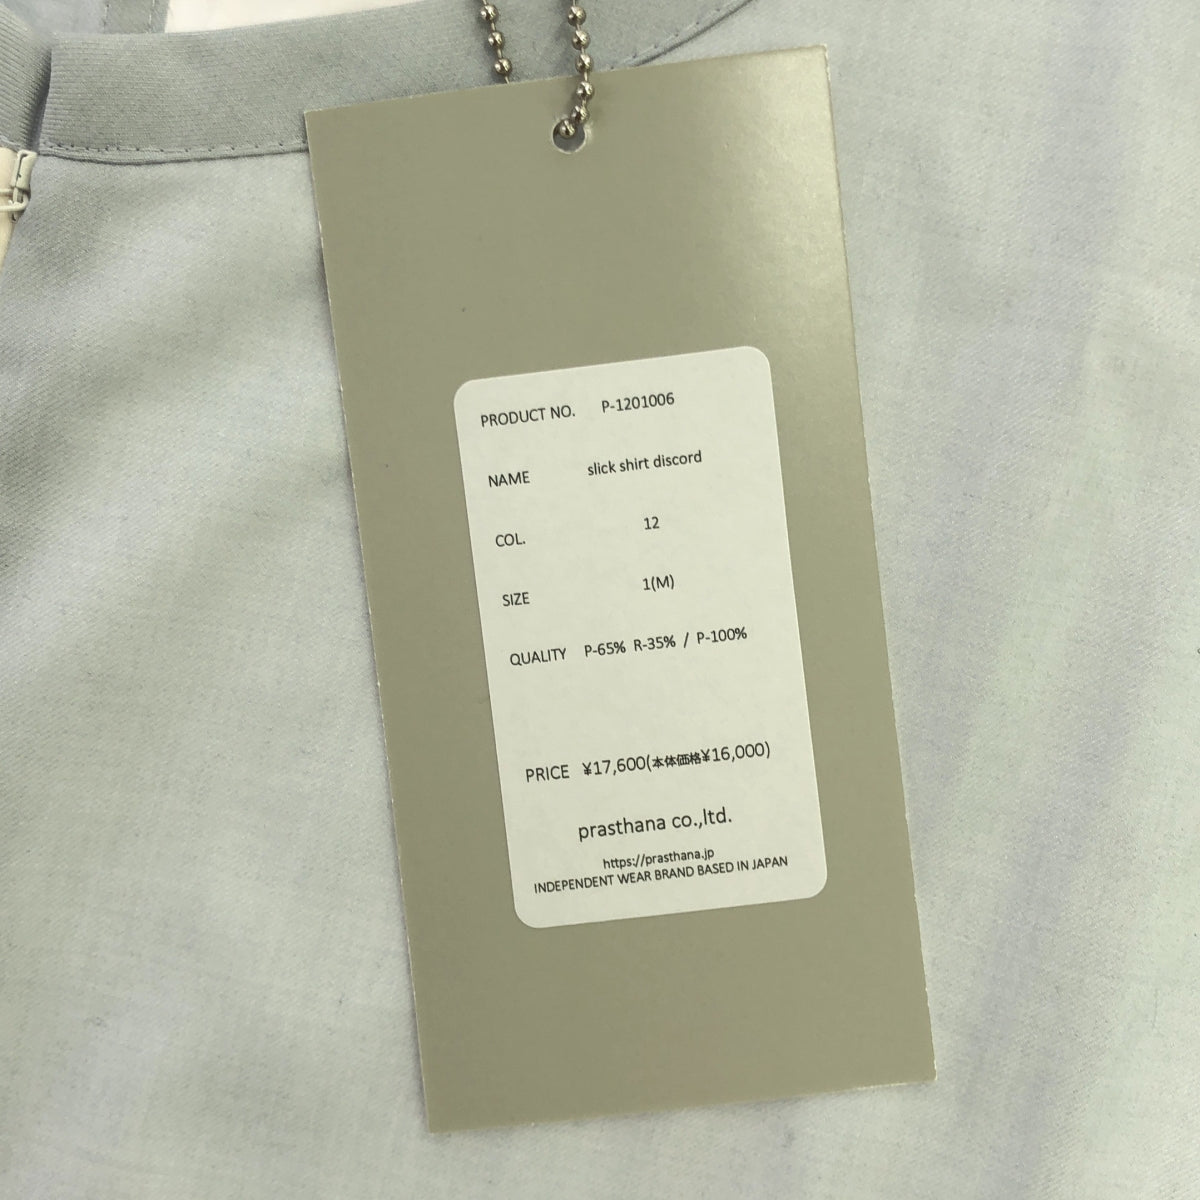 PRODUCT NO. P-1201006
NAME slick shirt discord
COL. 12
SIZE 1(M)
QUALITY P-65% R-35% / P-100%
PRICE ¥17,600(本体価格¥16,000)
prasthana co.,ltd.
https://prasthana.jp
INDEPENDENT WEAR BRAND BASED IN JAPAN